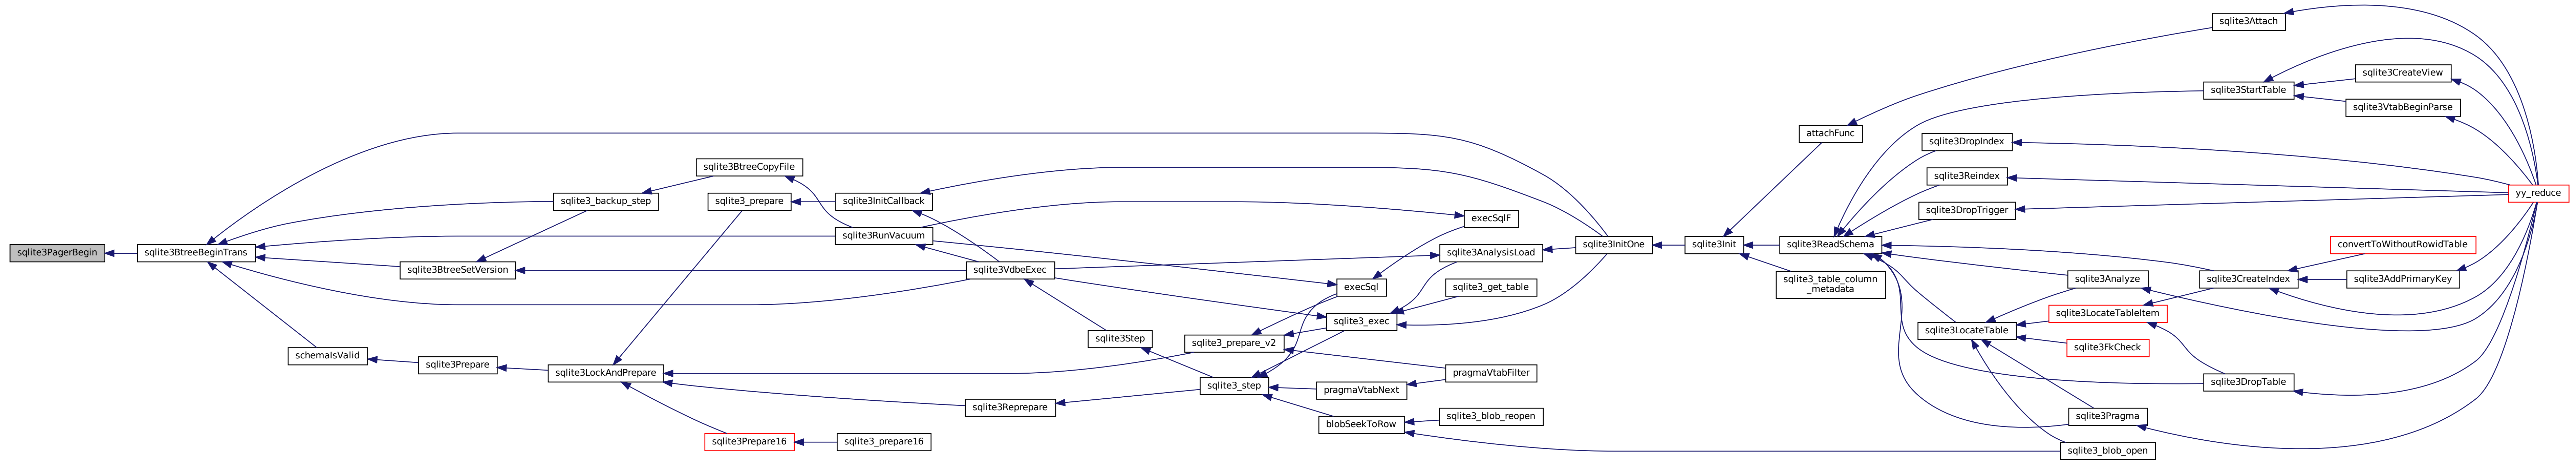 sqlite3PagerBegin
sqlite3BtreeBeginTrans
sqlite3_backup_step
sqlite3BtreeSetVersion
schemaIsValid
sqlite3Prepare
sqlite3LockAndPrepare
sqlite3BtreeCopyFile
sqlite3_prepare
sqlite3Prepare16
sqlite3InitCallback
sqlite3RunVacuum
sqlite3_prepare16
sqlite3VdbeExec
sqlite3Reprepare
sqlite3Step
sqlite3_prepare_v2
sqlite3_step
execSql
sqlite3_exec
pragmaVtabNext
blobSeekToRow
execSqlF
sqlite3AnalysisLoad
sqlite3_get_table
pragmaVtabFilter
sqlite3_blob_reopen
sqlite3InitOne
sqlite3Init
attachFunc
sqlite3ReadSchema
sqlite3_table_column
_metadata
sqlite3DropIndex
sqlite3Reindex
sqlite3DropTrigger
sqlite3LocateTable
sqlite3Analyze
sqlite3LocateTableItem
sqlite3FkCheck
sqlite3Pragma
sqlite3_blob_open
sqlite3Attach
sqlite3StartTable
sqlite3CreateIndex
sqlite3DropTable
sqlite3CreateView
sqlite3VtabBeginParse
convertToWithoutRowidTable
sqlite3AddPrimaryKey
yy_reduce